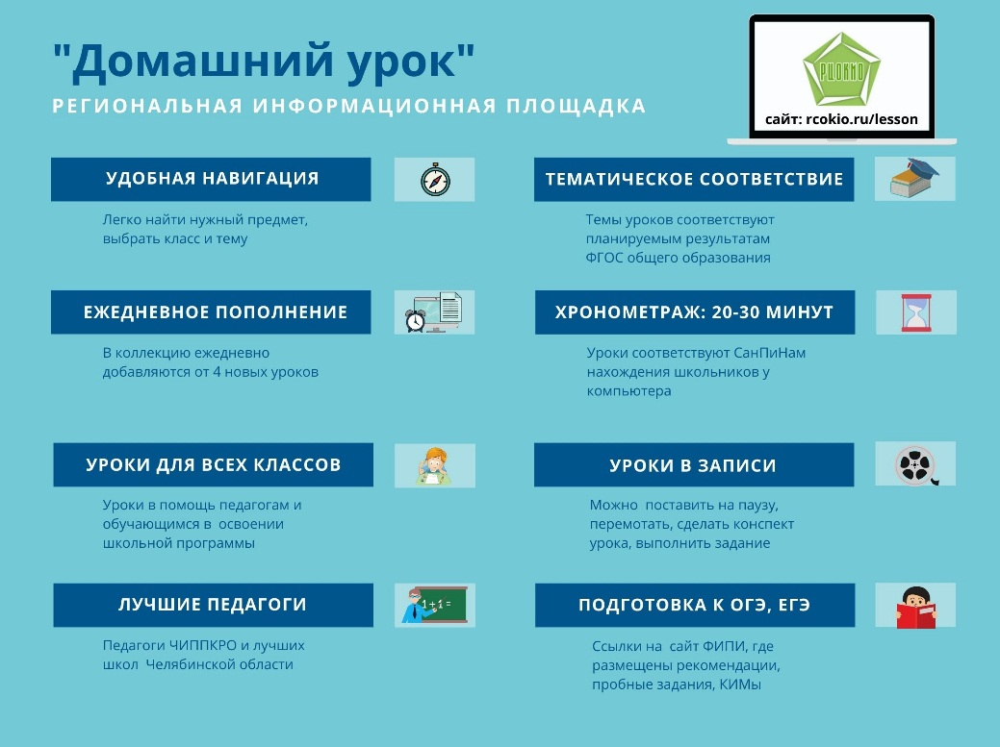 "Домашний урок"
РЕГИОНАЛЬНАЯ ИНФОРМАЦИОННАЯ ПЛОЩАДКА
РЦОКИО
сайт: rcokio.ru/lesson
УДОБНАЯ НАВИГАЦИЯ
Легко найти нужный предмет,
выбрать класс и тему
ТЕМАТИЧЕСКОЕ СООТВЕТСТВИЕ
Темы уроков соответствуют
планируемым результатам
ФГОС общего образования
ЕЖЕДНЕВНОЕ ПОПОЛНЕНИЕ
В коллекцию ежедневно
добавляются от 4 новых уроков
ХРОНОМЕТРАЖ: 20-30 МИНУТ
Уроки соответствуют СанПиНам
нахождения школьников у
компьютера
УРОКИ ДЛЯ ВСЕХ КЛАССОВ
Уроки в помощь педагогам и
обучающимся в освоении
школьной программы
УРОКИ В ЗАПИСИ
Можно поставить на паузу,
перемотать, сделать конспект
урока, выполнить задание
ЛУЧШИЕ ПЕДАГОГИ
1+1=
Педагоги ЧИППКРО и лучших
школ Челябинской области
ПОДГОТОВКА К ОГЭ, ЕГЭ
Ссылки на сайт ФИПИ, где
размещены рекомендации,
пробные задания, КИМы